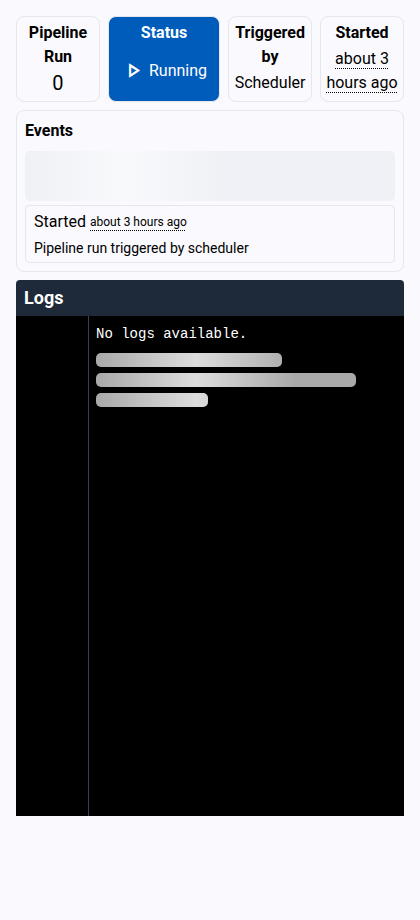 Pipeline
Run
0
Status
Running
Triggered
by
Scheduler
Started
about 3
hours ago
Events
Started about 3 hours ago
Pipeline run triggered by scheduler
Logs
No logs available.